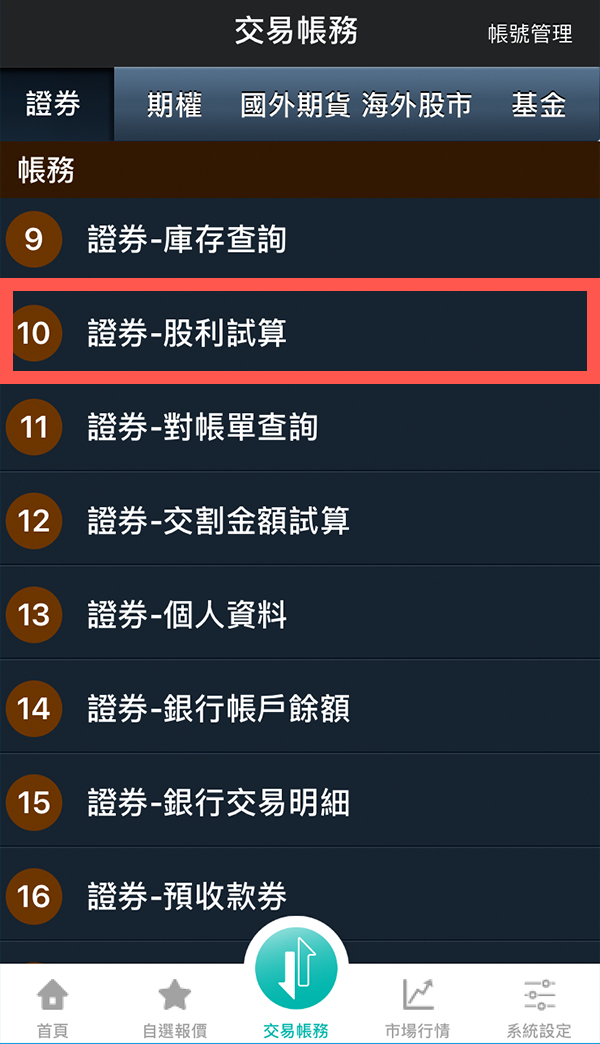 交易帳務 帳號管理
證券 期權 國外期貨 海外股市 基金
帳務
9 證券-庫存查詢
10 證券-股利試算
11 證券-對帳單查詢
12 證券-交割金額試算
13 證券-個人資料
14 證券-銀行帳戶餘額
15 證券-銀行交易明細
16 證券-預收款券
首頁 自選報價 交易帳務 市場行情 系統設定